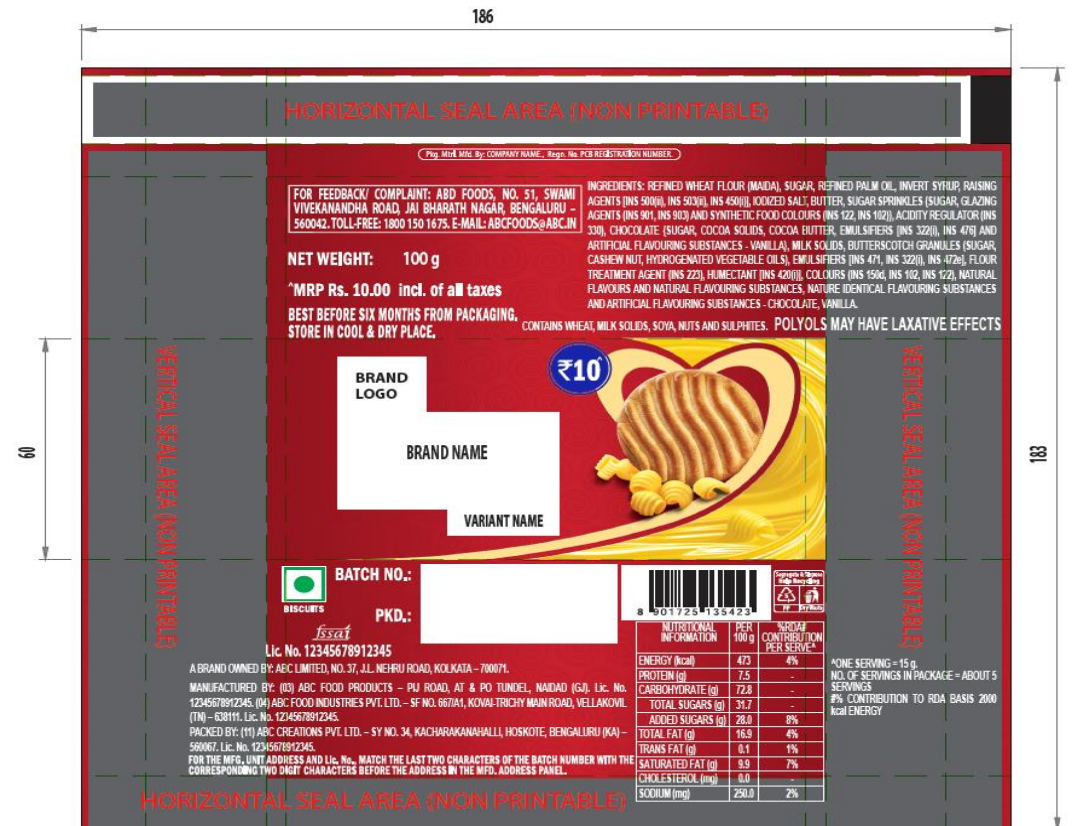 186
HORIZONTAL SEAL AREA (NON PRINTABLE)
Pkg. Mtrl. Mfd. By: COMPANY NAME., Regn. No. PCB REGISTRATION NUMBER.
FOR FEEDBACK/ COMPLAINT: ABD FOODS, NO. 51, SWAMI
VIVEKANANDHA ROAD, JAI BHARATH NAGAR, BENGALURU –
560042. TOLL-FREE: 1800 150 1675. E-MAIL: ABCFOODS@ABC.IN
NET WEIGHT: 100 g
^MRP Rs. 10.00 incl. of all taxes
BEST BEFORE SIX MONTHS FROM PACKAGING.
STORE IN COOL & DRY PLACE.
INGREDIENTS: REFINED WHEAT FLOUR (MAIDA), SUGAR, REFINED PALM OIL, INVERT SYRUP, RAISING
AGENTS [INS 500(ii), INS 503(ii), INS 450(i)], IODIZED SALT, BUTTER, SUGAR SPRINKLES (SUGAR, GLAZING
AGENTS (INS 901, INS 903) AND SYNTHETIC FOOD COLOURS (INS 122, INS 102)), ACIDITY REGULATOR (INS
330), CHOCOLATE (SUGAR, COCOA SOLIDS, COCOA BUTTER, EMULSIFIERS [INS 322(i), INS 476] AND
ARTIFICIAL FLAVOURING SUBSTANCES - VANILLA), MILK SOLIDS, BUTTERSCOTCH GRANULES (SUGAR,
CASHEW NUT, HYDROGENATED VEGETABLE OILS), EMULSIFIERS [INS 471, INS 322(i), INS 472e], FLOUR
TREATMENT AGENT (INS 223), HUMECTANT [INS 420(i)], COLOURS (INS 150d, INS 102, INS 122), NATURAL
FLAVOURS AND NATURAL FLAVOURING SUBSTANCES, NATURE IDENTICAL FLAVOURING SUBSTANCES
AND ARTIFICIAL FLAVOURING SUBSTANCES - CHOCOLATE, VANILLA.
CONTAINS WHEAT, MILK SOLIDS, SOYA, NUTS AND SULPHITES. POLYOLS MAY HAVE LAXATIVE EFFECTS
60
VERTICAL SEAL AREA (NON PRINTABLE)
BRAND
LOGO
BRAND NAME
VARIANT NAME
₹10^
VERTICAL SEAL AREA (NON PRINTABLE)
183
BISCUITS
BATCH NO.:
PKD.:
fssai
Lic. No. 12345678912345
8 901725 135423
Segregate & Dispose
Help Recycling
5
PP
Dry Waste
A BRAND OWNED BY: ABC LIMITED, NO. 37, J.L. NEHRU ROAD, KOLKATA – 700071.
MANUFACTURED BY: (03) ABC FOOD PRODUCTS – PIJ ROAD, AT & PO TUNDEL, NAIDAD (GJ). Lic. No.
12345678912345. (04) ABC FOOD INDUSTRIES PVT. LTD. – SF NO. 667/A1, KOVAI-TRICHY MAIN ROAD, VELLAKOVIL
(TN) – 638111. Lic. No. 12345678912345.
PACKED BY: (11) ABC CREATIONS PVT. LTD. – SY NO. 34, KACHARAKANAHALLI, HOSKOTE, BENGALURU (KA) –
560067. Lic. No. 12345678912345.
FOR THE MFG. UNIT ADDRESS AND Lic. No., MATCH THE LAST TWO CHARACTERS OF THE BATCH NUMBER WITH THE
CORRESPONDING TWO DIGIT CHARACTERS BEFORE THE ADDRESS IN THE MFD. ADDRESS PANEL.
NUTRITIONAL INFORMATION PER 100 g %RDA# CONTRIBUTION PER SERVE^
ENERGY (kcal) 473 4%
PROTEIN (g) 7.5 -
CARBOHYDRATE (g) 72.8 -
TOTAL SUGARS (g) 31.7 -
ADDED SUGARS (g) 28.0 8%
TOTAL FAT (g) 16.9 4%
TRANS FAT (g) 0.1 1%
SATURATED FAT (g) 9.9 7%
CHOLESTEROL (mg) 0.0 -
SODIUM (mg) 250.0 2%
^ONE SERVING = 15 g.
NO. OF SERVINGS IN PACKAGE = ABOUT 5
SERVINGS
#% CONTRIBUTION TO RDA BASIS 2000
kcal ENERGY
HORIZONTAL SEAL AREA (NON PRINTABLE)